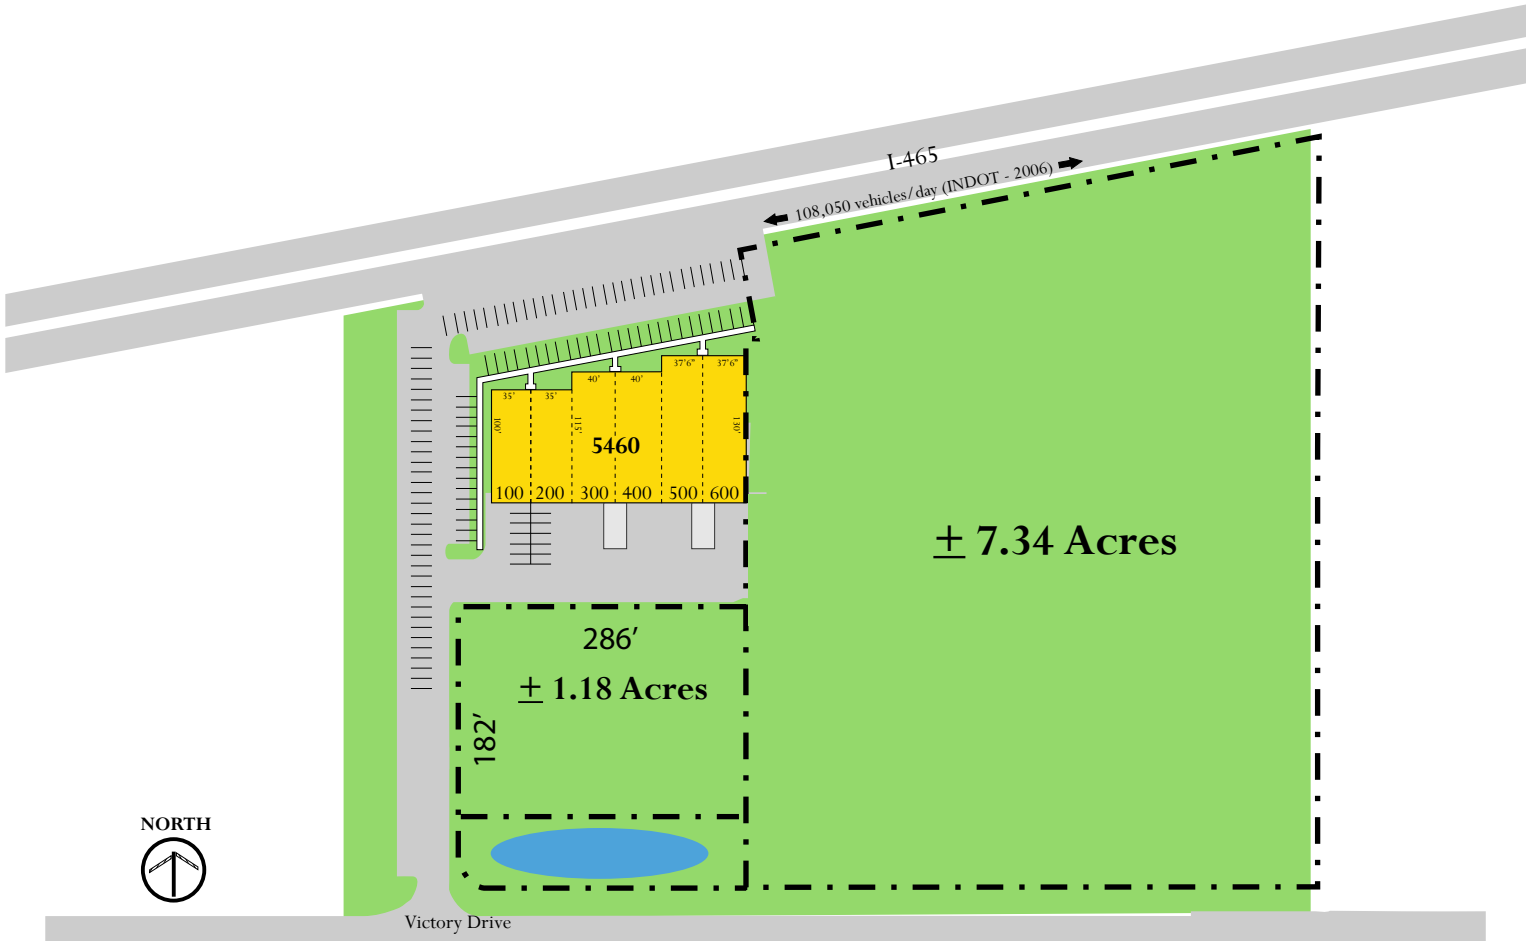 I-465
108,050 vehicles/day (INDOT - 2006)
37'6" 37'6"
40' 40'
35' 35'
100' 115' 130'
5460
100 200 300 400 500 600
± 7.34 Acres
286'
± 1.18 Acres
182'
NORTH
Victory Drive